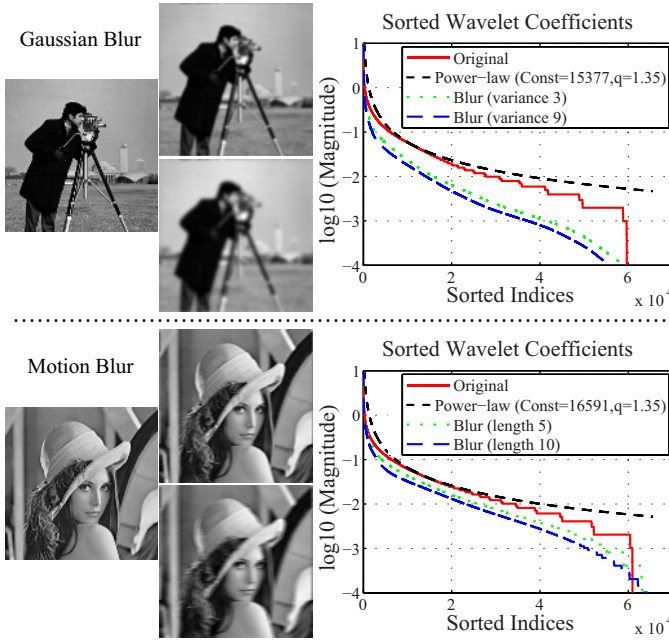 Gaussian Blur
Sorted Wavelet Coefficients
Original
Power-law (Const=15377,q=1.35)
Blur (variance 3)
Blur (variance 9)
log10 (Magnitude)
1
0
−1
−2
−3
−4
0
2
4
6
x 10^4
Sorted Indices
Motion Blur
Sorted Wavelet Coefficients
Original
Power-law (Const=16591,q=1.35)
Blur (length 5)
Blur (length 10)
log10 (Magnitude)
1
0
−1
−2
−3
−4
0
2
4
6
x 10^4
Sorted Indices